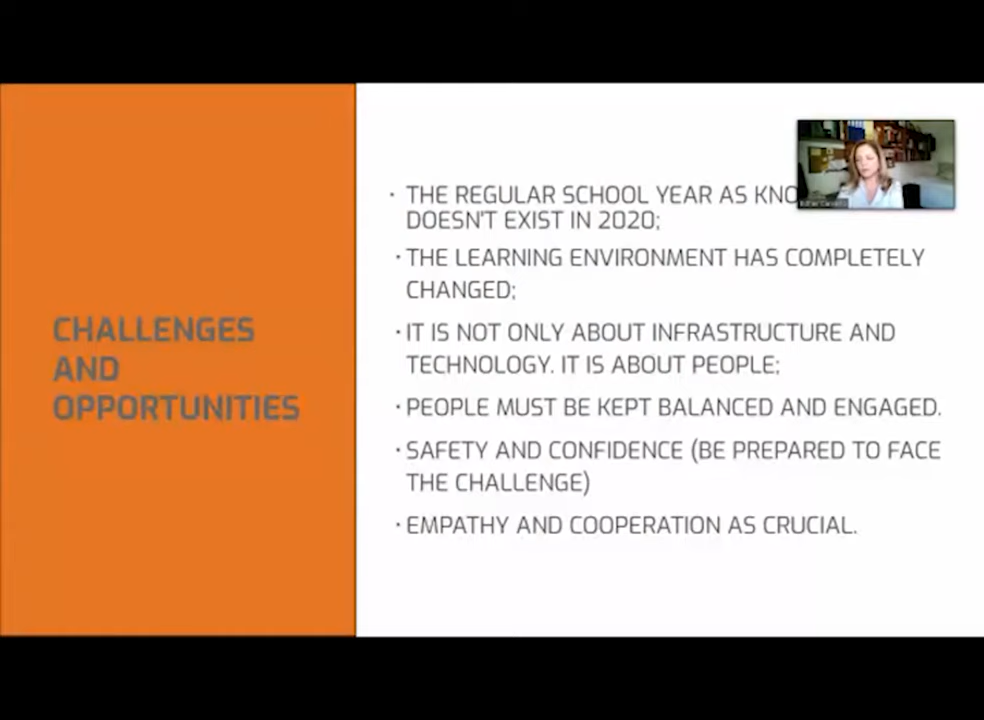 CHALLENGES
AND
OPPORTUNITIES
· THE REGULAR SCHOOL YEAR AS
DOESN'T EXIST IN 2020;
· THE LEARNING ENVIRONMENT HAS COMPLETELY
CHANGED;
· IT IS NOT ONLY ABOUT INFRASTRUCTURE AND
TECHNOLOGY. IT IS ABOUT PEOPLE;
· PEOPLE MUST BE KEPT BALANCED AND ENGAGED.
· SAFETY AND CONFIDENCE (BE PREPARED TO FACE
THE CHALLENGE)
· EMPATHY AND COOPERATION AS CRUCIAL.